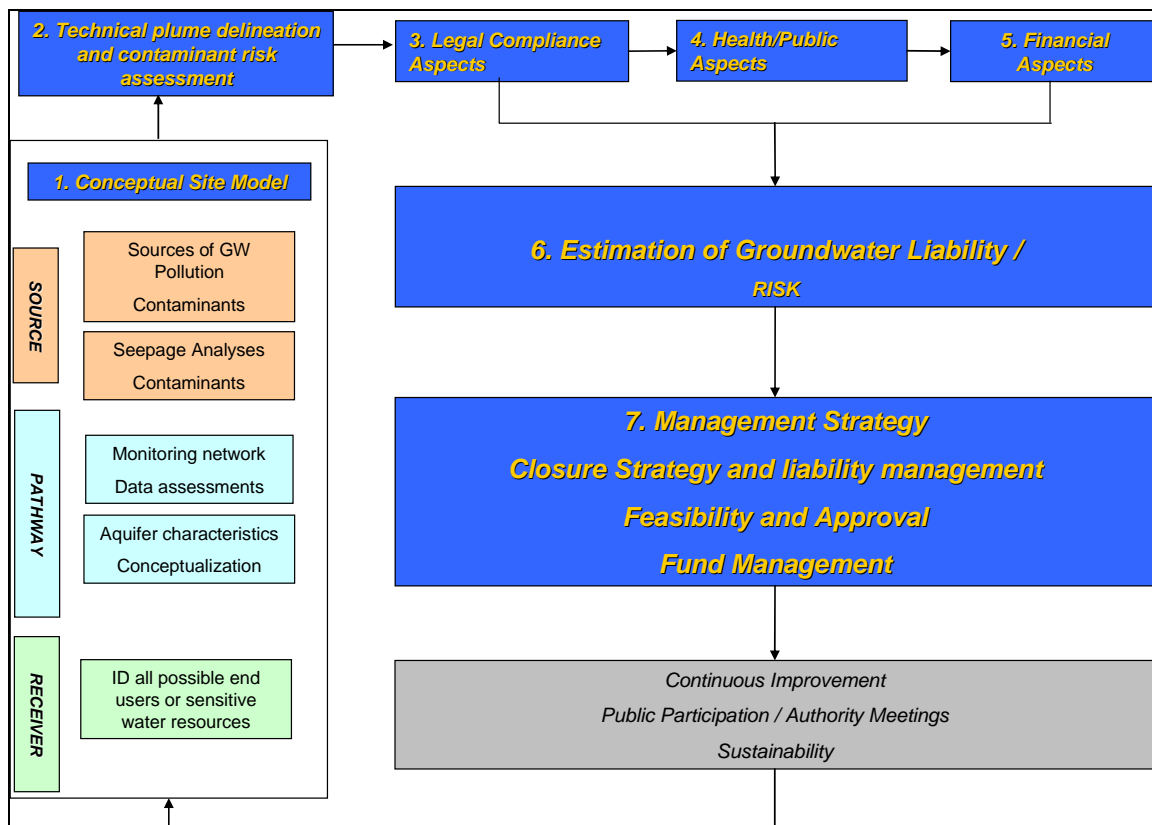 2. Technical plume delineation
and contaminant risk
assessment
3. Legal Compliance
Aspects
4. Health/Public
Aspects
5. Financial
Aspects
1. Conceptual Site Model
SOURCE
Sources of GW
Pollution
Contaminants
Seepage Analyses
Contaminants
PATHWAY
Monitoring network
Data assessments
Aquifer characteristics
Conceptualization
RECEIVER
ID all possible end
users or sensitive
water resources
6. Estimation of Groundwater Liability /
RISK
7. Management Strategy
Closure Strategy and liability management
Feasibility and Approval
Fund Management
Continuous Improvement
Public Participation / Authority Meetings
Sustainability